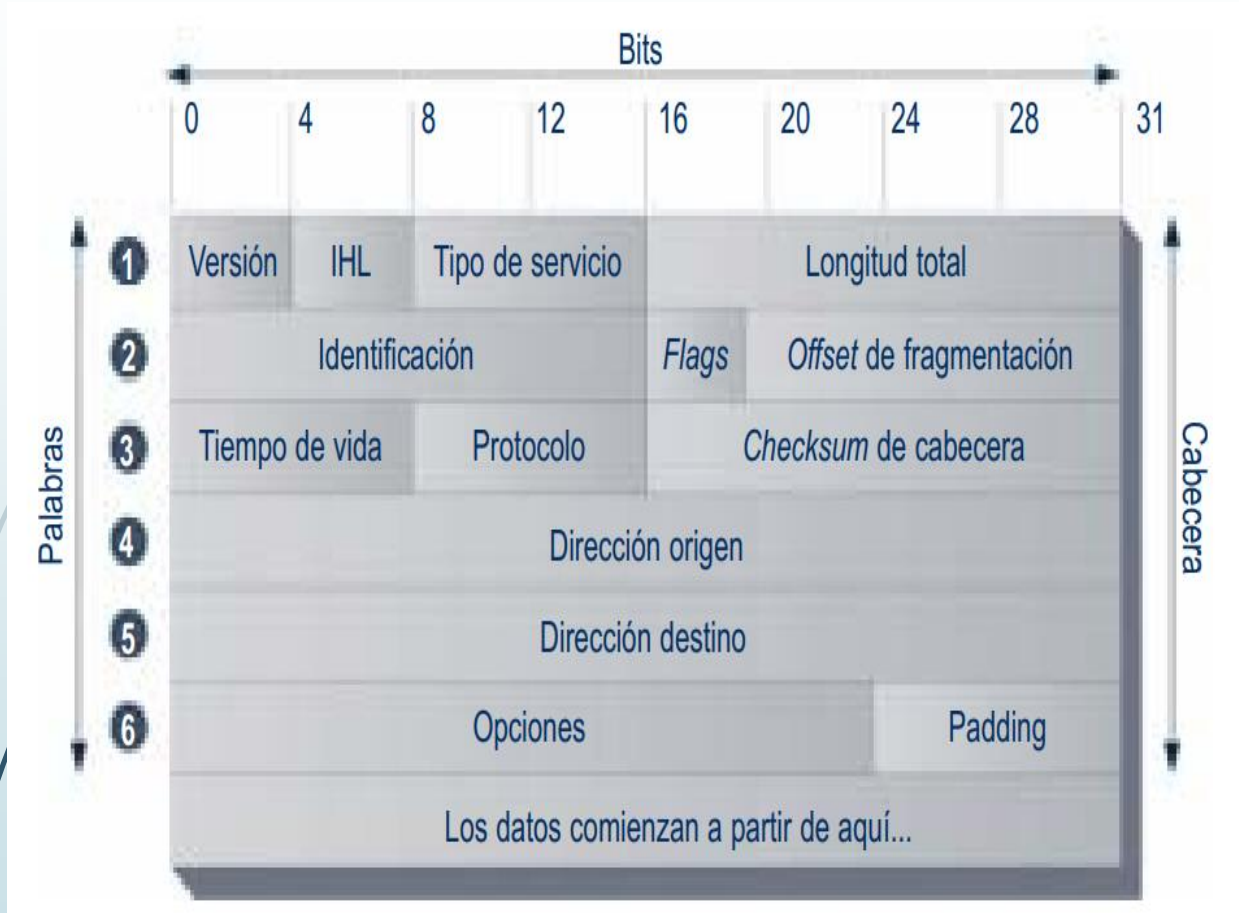 Bits
0 4 8 12 16 20 24 28 31
Palabras
Cabecera
1 Versión IHL Tipo de servicio Longitud total
2 Identificación Flags Offset de fragmentación
3 Tiempo de vida Protocolo Checksum de cabecera
4 Dirección origen
5 Dirección destino
6 Opciones Padding
Los datos comienzan a partir de aquí...